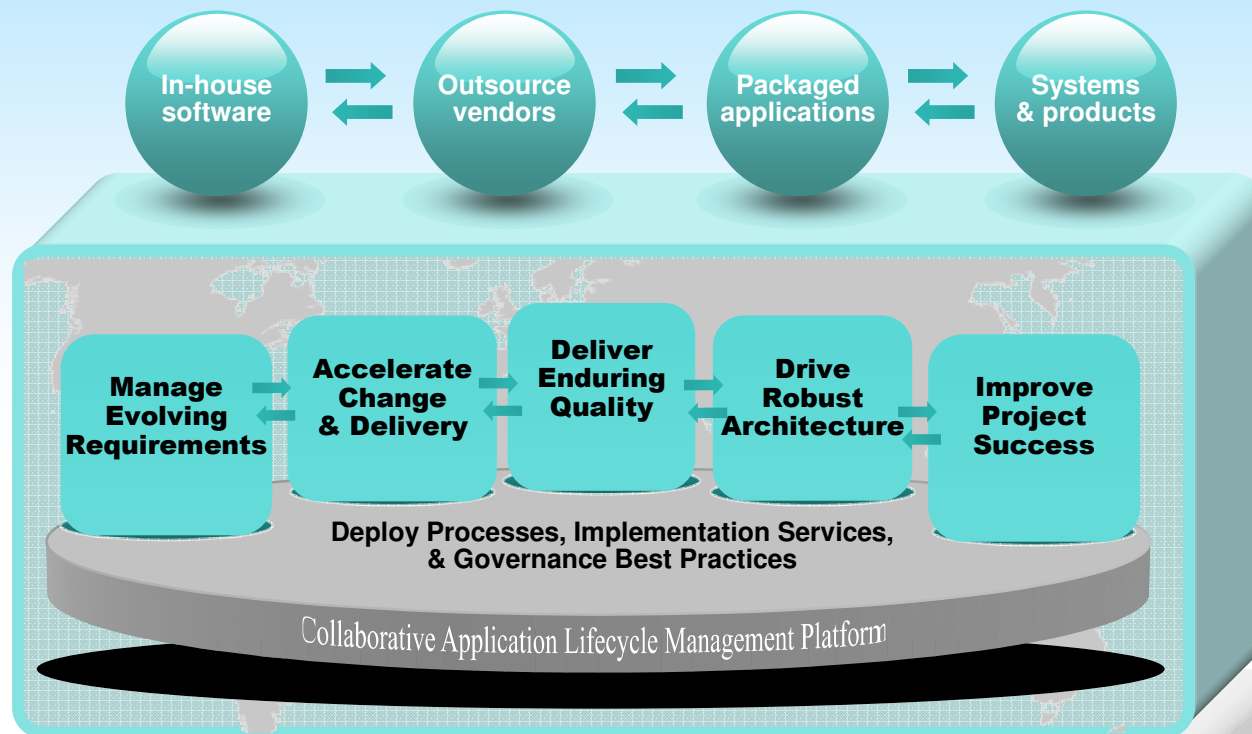 In-house
software
Outsource
vendors
Packaged
applications
Systems
& products
Manage
Evolving
Requirements
Accelerate
Change
& Delivery
Deliver
Enduring
Quality
Drive
Robust
Architecture
Improve
Project
Success
Deploy Processes, Implementation Services,
& Governance Best Practices
Collaborative Application Lifecycle Management Platform